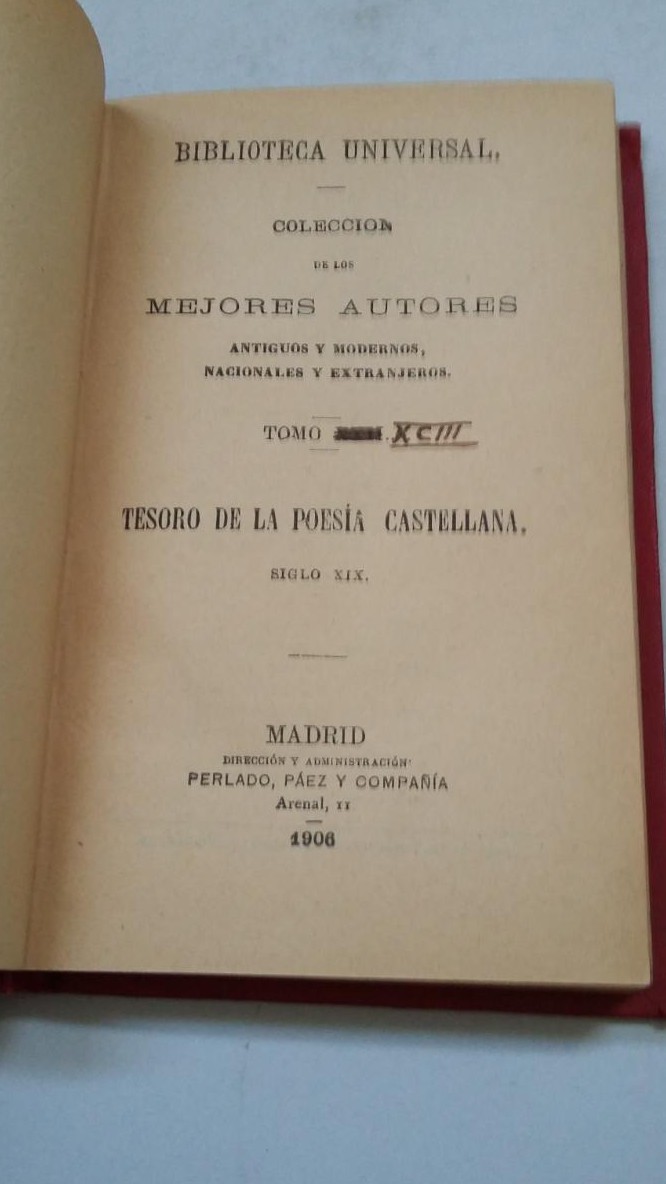 BIBLIOTECA UNIVERSAL.
COLECCION
DE LOS
MEJORES AUTORES
ANTIGUOS Y MODERNOS,
NACIONALES Y EXTRANJEROS.
TOMO . XCIII
TESORO DE LA POESÍA CASTELLANA.
SIGLO XIX.
MADRID
DIRECCIÓN Y ADMINISTRACIÓN
PERLADO, PÁEZ Y COMPAÑÍA
Arenal, 11
1906